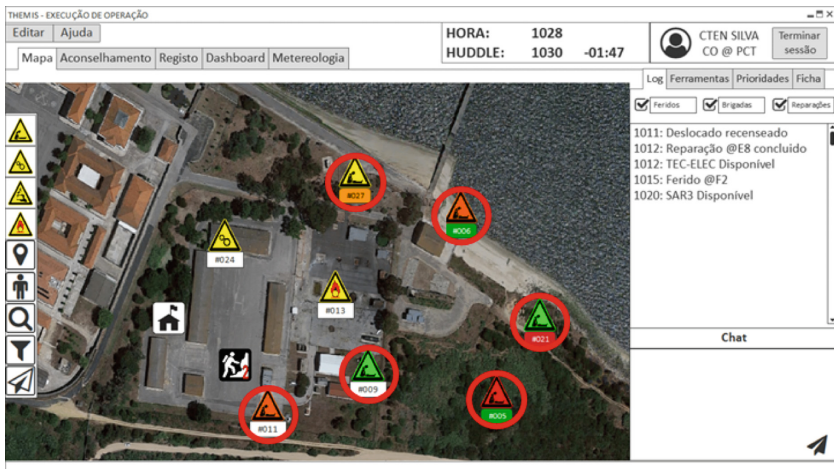 THEMIS - EXECUÇÃO DE OPERAÇÃO
Editar Ajuda
HORA: 1028
HUDDLE: 1030 -01:47
CTEN SILVA
CO @ PCT
Terminar sessão
Mapa Aconselhamento Registo Dashboard Metereologia
Log Ferramentas Prioridades Ficha
Feridos Brigadas Reparações
1011: Deslocado recenseado
1012: Reparação @E8 concluido
1012: TEC-ELEC Disponível
1015: Ferido @F2
1020: SAR3 Disponível
#027
#006
#024
#013
#021
#009
2
#005
#011
Chat